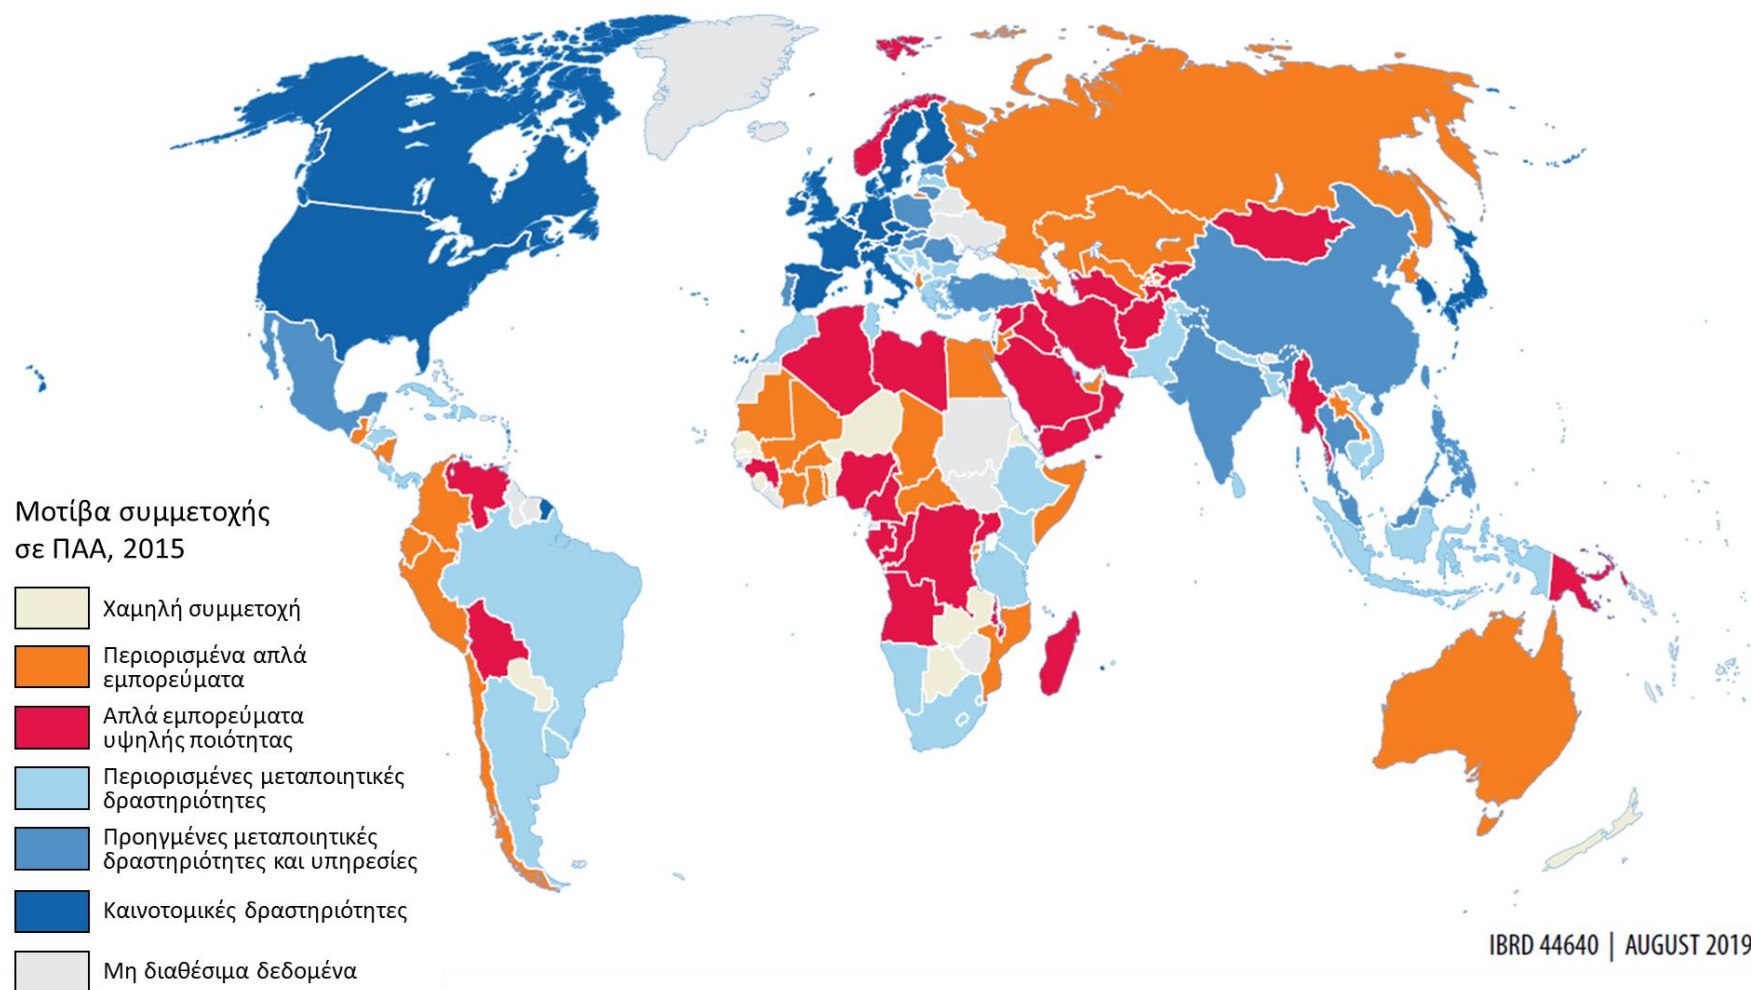 Μοτίβα συμμετοχής
σε ΠΑΑ, 2015
Χαμηλή συμμετοχή
Περιορισμένα απλά
εμπορεύματα
Απλά εμπορεύματα
υψηλής ποιότητας
Περιορισμένες μεταποιητικές
δραστηριότητες
Προηγμένες μεταποιητικές
δραστηριότητες και υπηρεσίες
Καινοτομικές δραστηριότητες
Μη διαθέσιμα δεδομένα
IBRD 44640 | AUGUST 2019